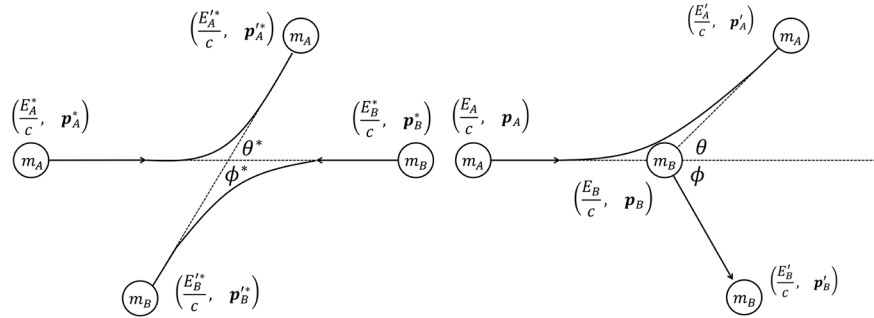 (E'*_A/c, p'*_A)
m_A
(E*_A/c, p*_A)
m_A
θ*
ϕ*
(E*_B/c, p*_B)
m_B
m_B
(E'*_B/c, p'*_B)
(E'_A/c, p'_A)
m_A
(E_A/c, p_A)
m_A
m_B
θ
ϕ
(E_B/c, p_B)
m_B
(E'_B/c, p'_B)